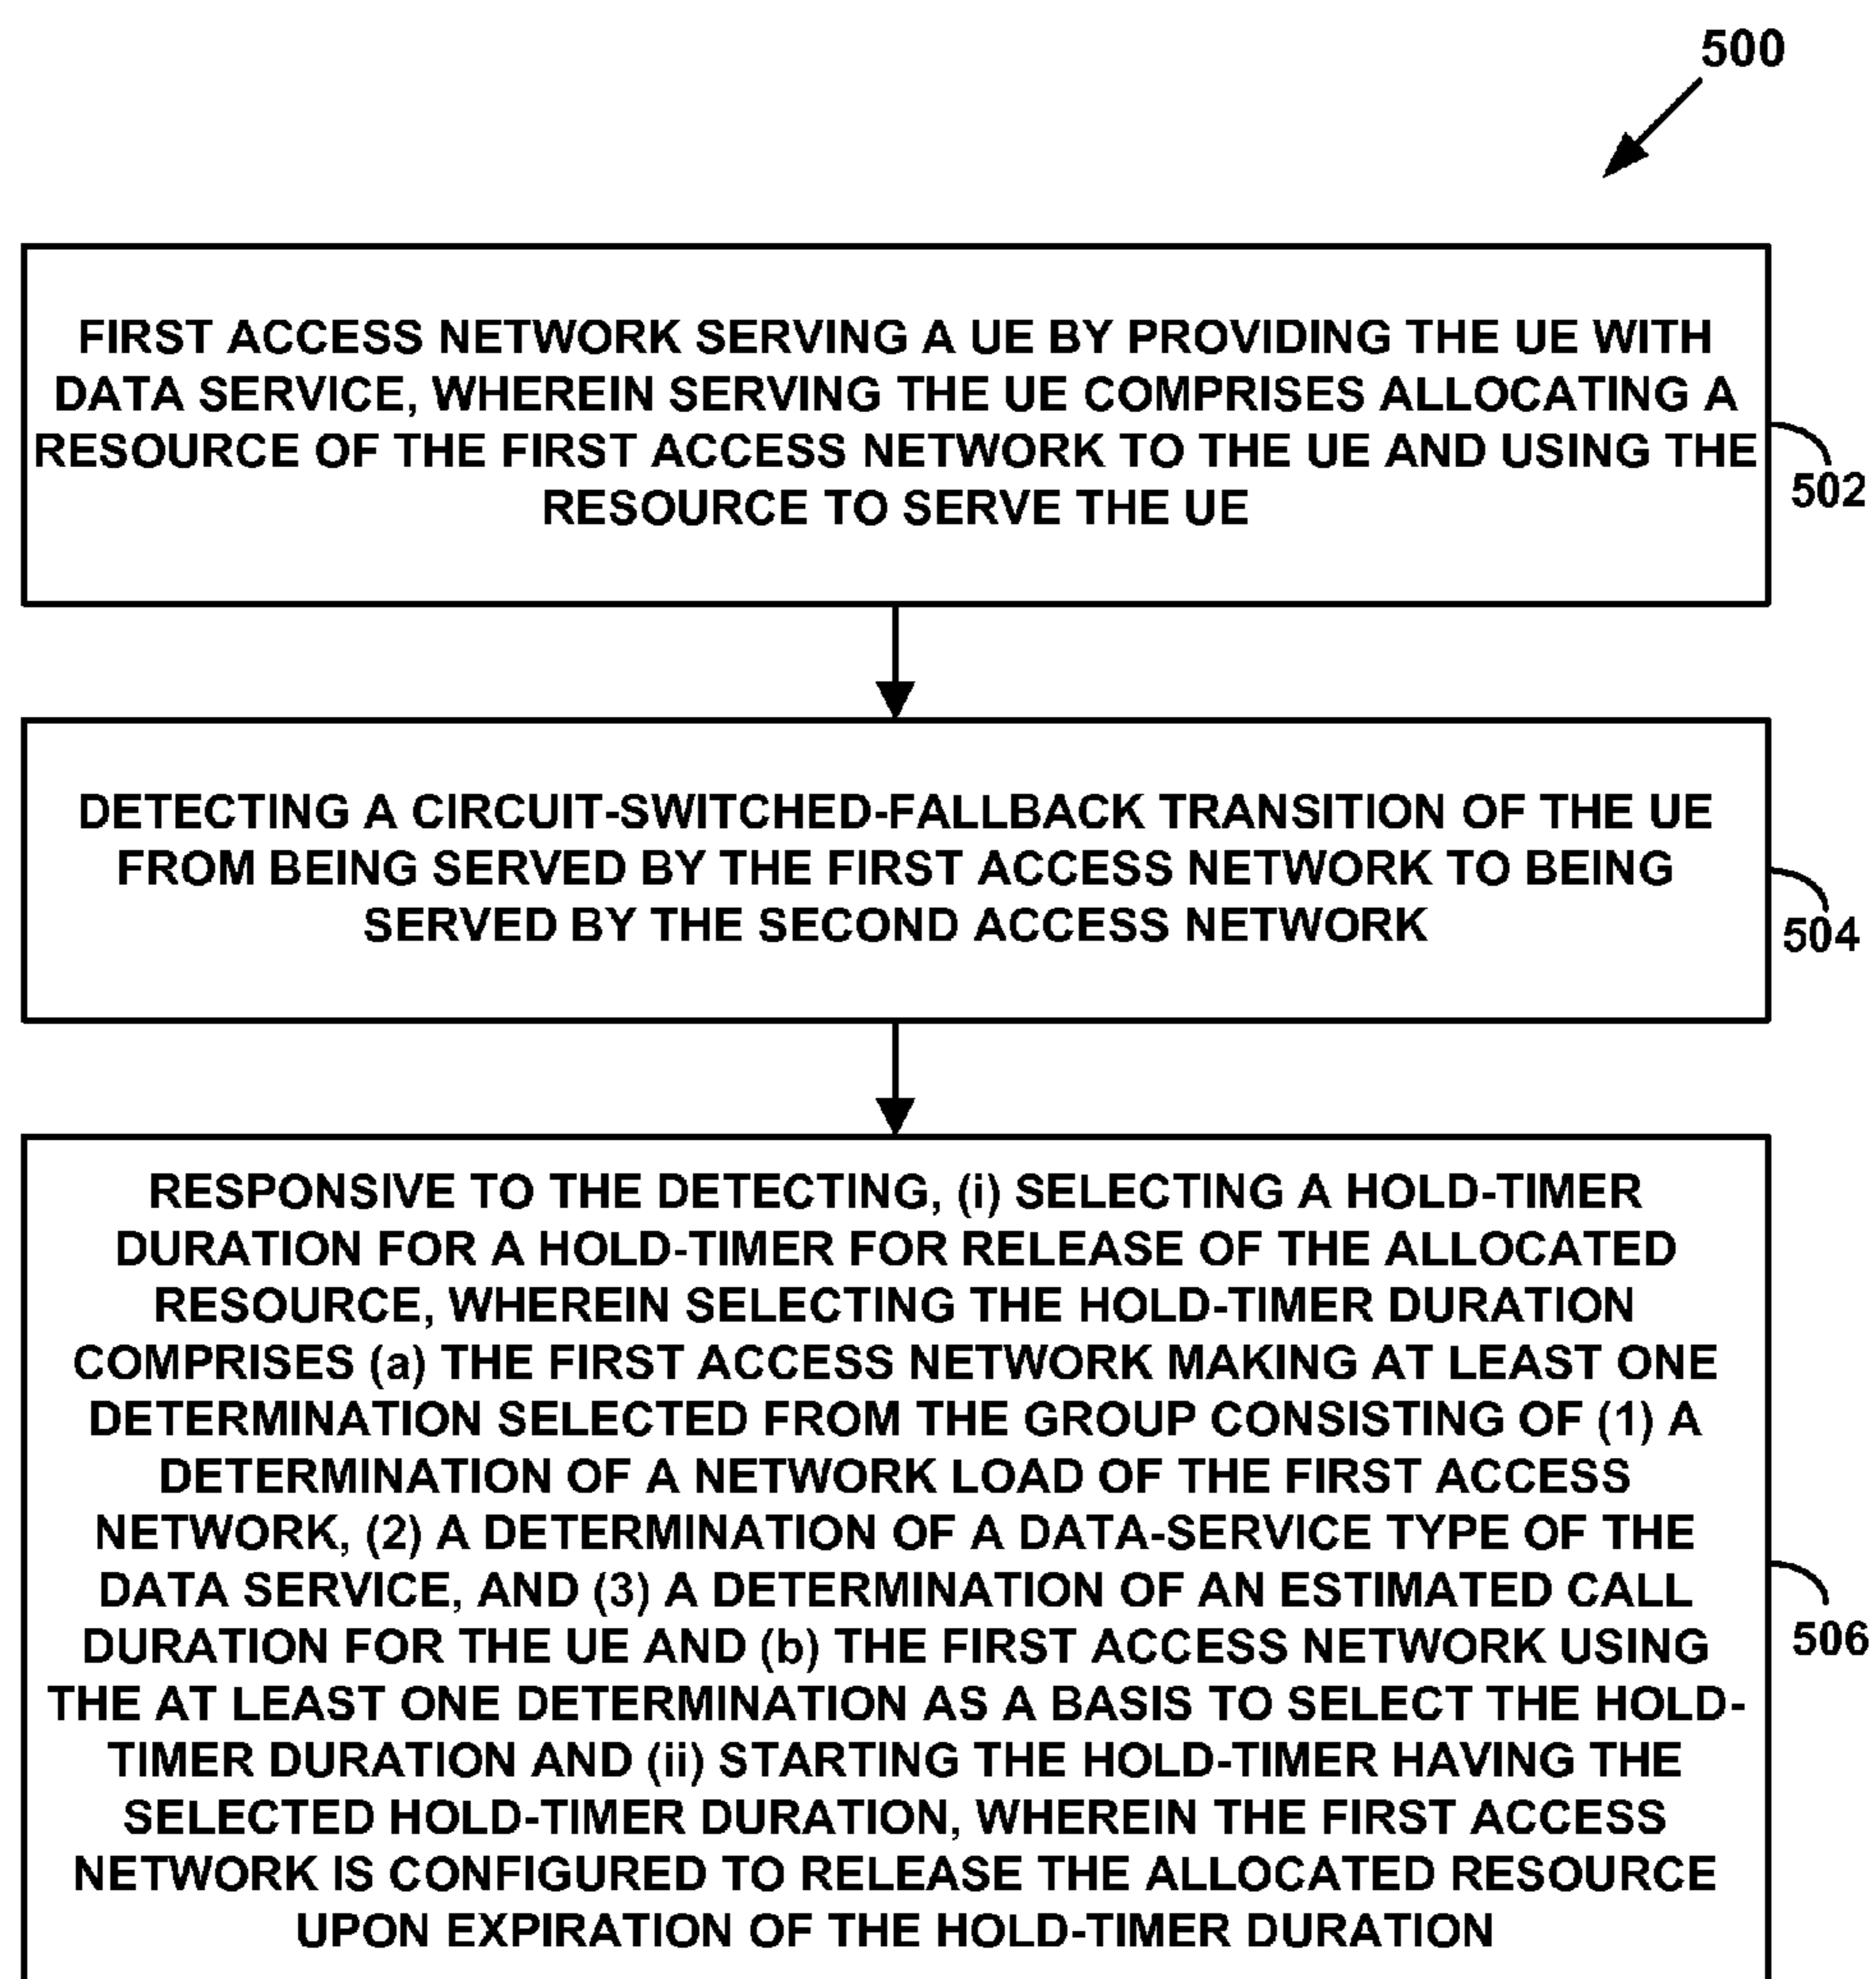 500
FIRST ACCESS NETWORK SERVING A UE BY PROVIDING THE UE WITH
DATA SERVICE, WHEREIN SERVING THE UE COMPRISES ALLOCATING A
RESOURCE OF THE FIRST ACCESS NETWORK TO THE UE AND USING THE
RESOURCE TO SERVE THE UE
502
DETECTING A CIRCUIT-SWITCHED-FALLBACK TRANSITION OF THE UE
FROM BEING SERVED BY THE FIRST ACCESS NETWORK TO BEING
SERVED BY THE SECOND ACCESS NETWORK
504
RESPONSIVE TO THE DETECTING, (i) SELECTING A HOLD-TIMER
DURATION FOR A HOLD-TIMER FOR RELEASE OF THE ALLOCATED
RESOURCE, WHEREIN SELECTING THE HOLD-TIMER DURATION
COMPRISES (a) THE FIRST ACCESS NETWORK MAKING AT LEAST ONE
DETERMINATION SELECTED FROM THE GROUP CONSISTING OF (1) A
DETERMINATION OF A NETWORK LOAD OF THE FIRST ACCESS
NETWORK, (2) A DETERMINATION OF A DATA-SERVICE TYPE OF THE
DATA SERVICE, AND (3) A DETERMINATION OF AN ESTIMATED CALL
DURATION FOR THE UE AND (b) THE FIRST ACCESS NETWORK USING
THE AT LEAST ONE DETERMINATION AS A BASIS TO SELECT THE HOLD-
TIMER DURATION AND (ii) STARTING THE HOLD-TIMER HAVING THE
SELECTED HOLD-TIMER DURATION, WHEREIN THE FIRST ACCESS
NETWORK IS CONFIGURED TO RELEASE THE ALLOCATED RESOURCE
UPON EXPIRATION OF THE HOLD-TIMER DURATION
506